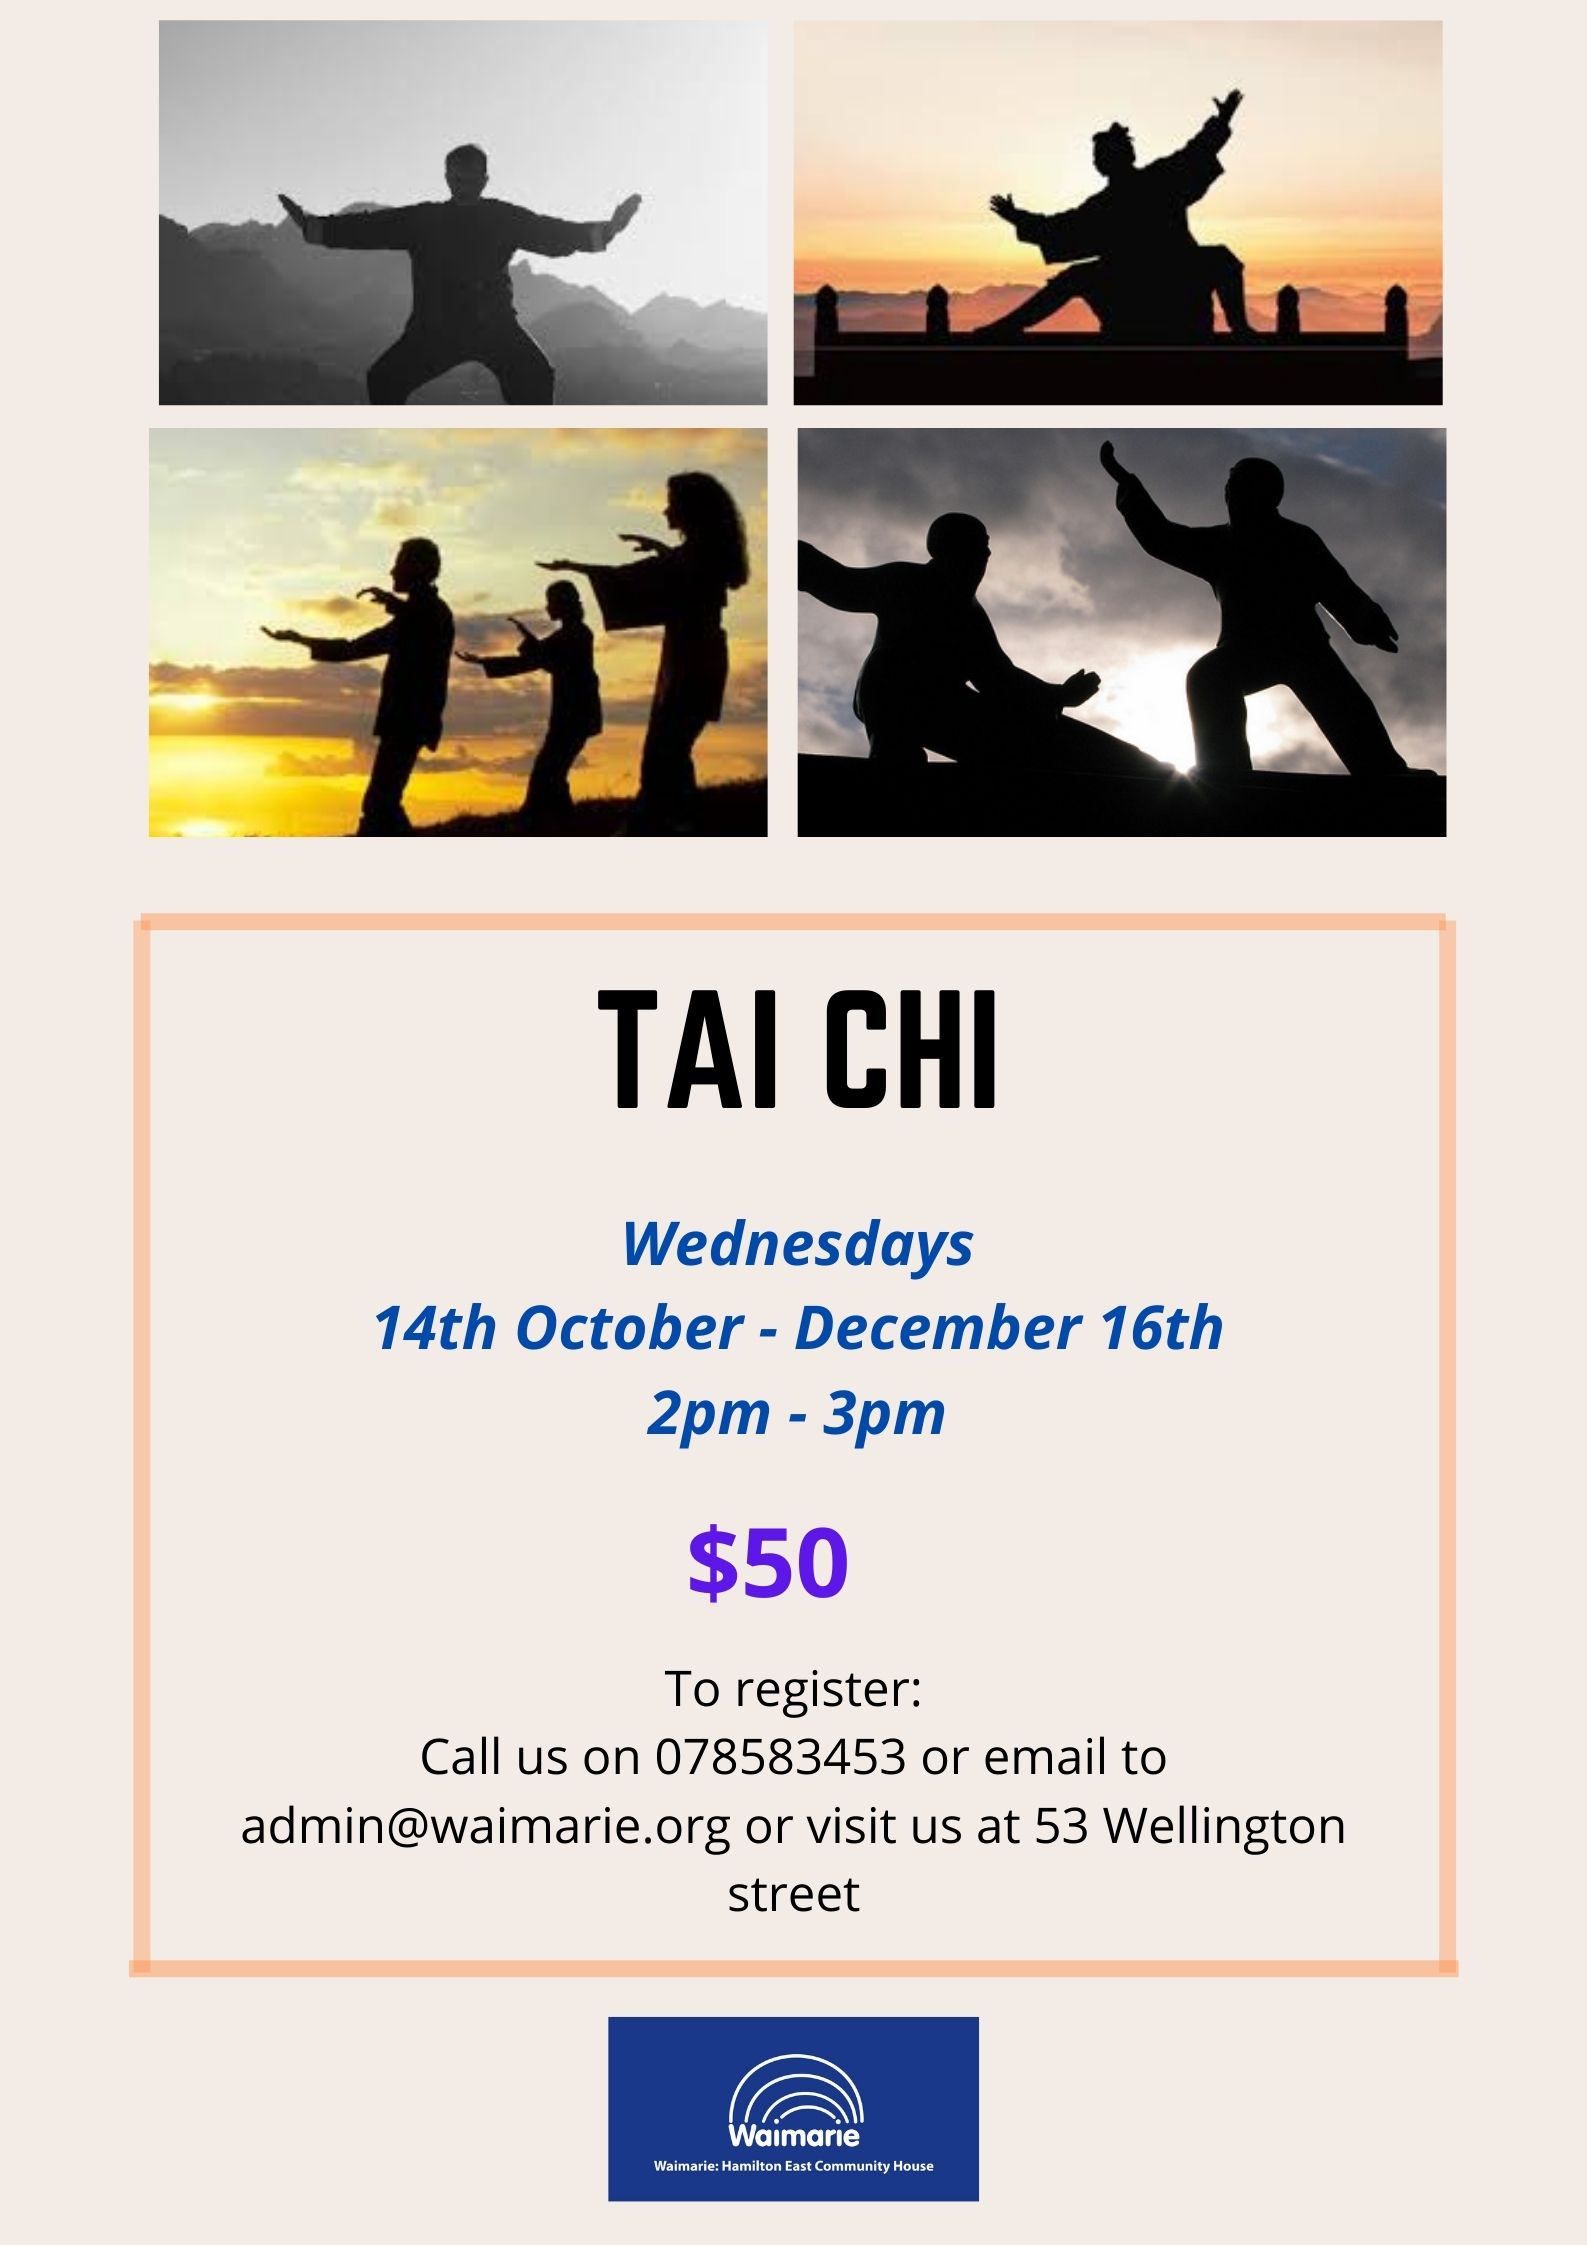 TAI CHI
Wednesdays
14th October - December 16th
2pm - 3pm
$50
To register:
Call us on 078583453 or email to
admin@waimarie.org or visit us at 53 Wellington
street
Waimarie
Waimarie: Hamilton East Community House